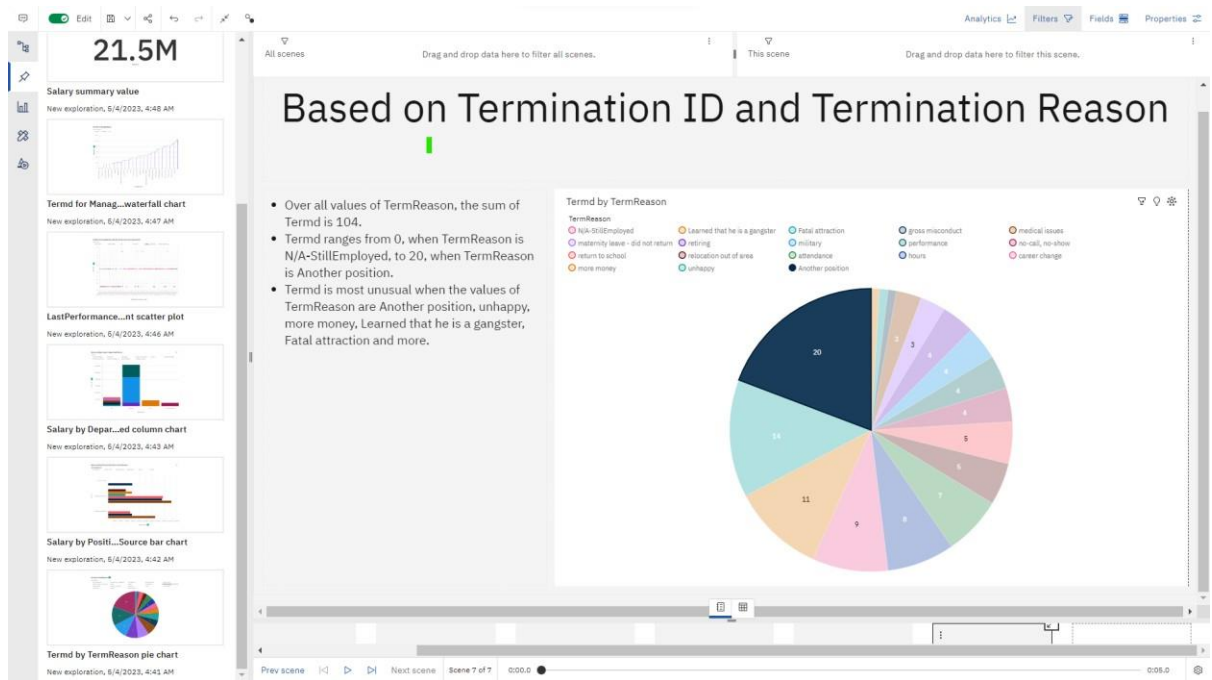 Edit
Analytics
Filters
Fields
Properties
21.5M
Salary summary value
New exploration, 6/4/2023, 4:48 AM
Termd for Manag...waterfall chart
New exploration, 6/4/2023, 4:47 AM
LastPerformance...nt scatter plot
New exploration, 6/4/2023, 4:46 AM
Salary by Depar...ed column chart
New exploration, 6/4/2023, 4:43 AM
Salary by Positi...Source bar chart
New exploration, 6/4/2023, 4:42 AM
Termd by TermReason pie chart
New exploration, 6/4/2023, 4:41 AM
All scenes
Drag and drop data here to filter all scenes.
This scene
Drag and drop data here to filter this scene.
Based on Termination ID and Termination Reason
• Over all values of TermReason, the sum of
Termd is 104.
• Termd ranges from 0, when TermReason is
N/A-StillEmployed, to 20, when TermReason
is Another position.
• Termd is most unusual when the values of
TermReason are Another position, unhappy,
more money, Learned that he is a gangster,
Fatal attraction and more.
Termd by TermReason
TermReason
N/A-StillEmployed
Learned that he is a gangster
Fatal attraction
gross misconduct
medical issues
maternity leave - did not return
retiring
military
performance
no-call, no-show
return to school
relocation out of area
attendance
hours
career change
more money
unhappy
Another position
20
14
11
9
8
7
5
5
4
4
4
4
3
3
Prev scene
Next scene
Scene 7 of 7
0:00.0
0:05.0